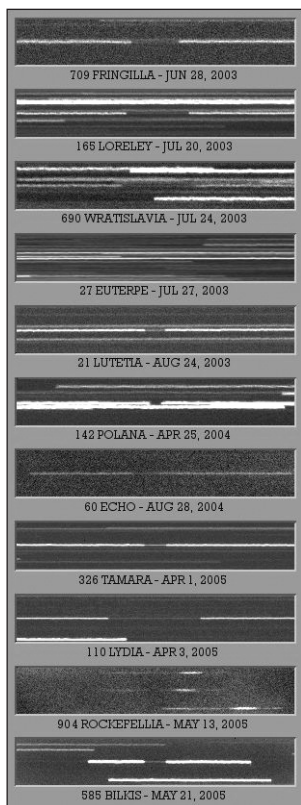 709 FRINGILLA - JUN 28, 2003
165 LORELEY - JUL 20, 2003
690 WRATISLAVIA - JUL 24, 2003
27 EUTERPE - JUL 27, 2003
21 LUTETIA - AUG 24, 2003
142 POLANA - APR 25, 2004
60 ECHO - AUG 28, 2004
326 TAMARA - APR 1, 2005
110 LYDIA - APR 3, 2005
904 ROCKEFELLIA - MAY 13, 2005
585 BILKIS - MAY 21, 2005